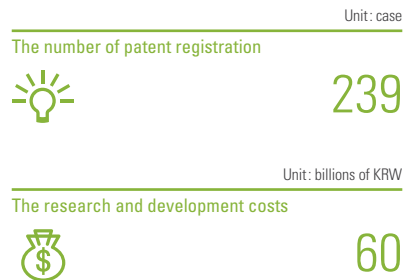 Unit: case
The number of patent registration
239
Unit: billions of KRW
The research and development costs
$
60